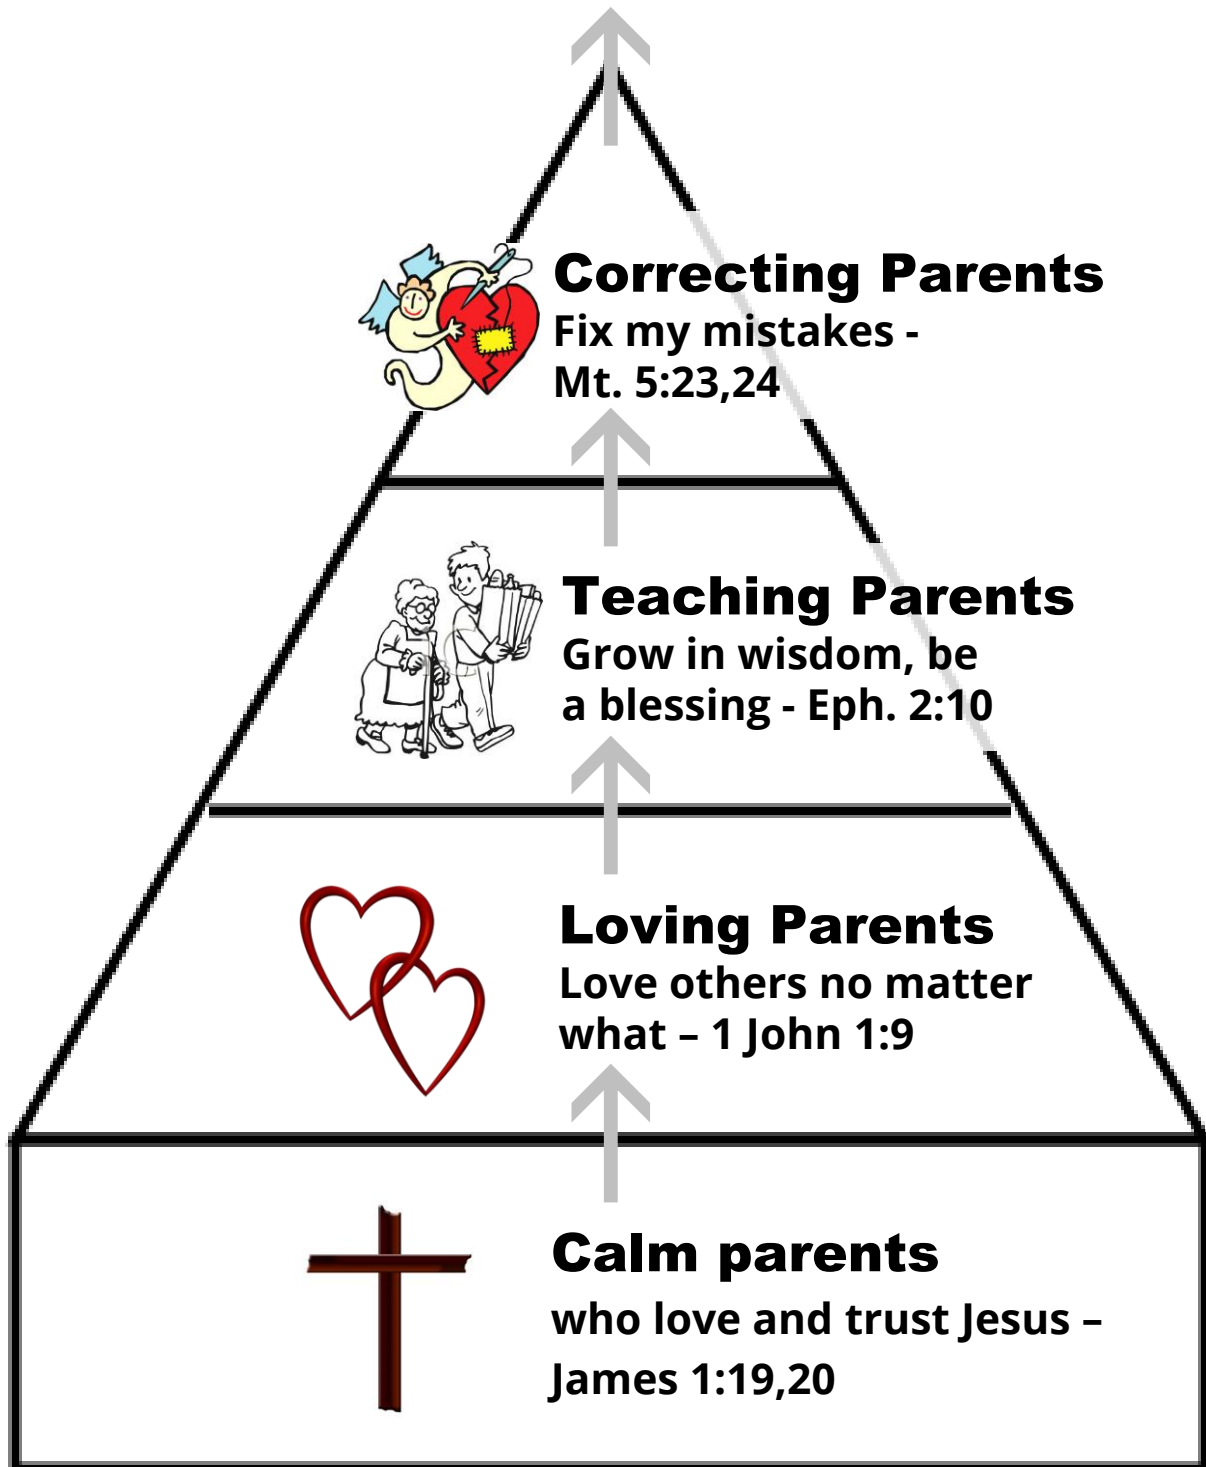 Correcting Parents
Fix my mistakes -
Mt. 5:23,24
Teaching Parents
Grow in wisdom, be
a blessing - Eph. 2:10
Loving Parents
Love others no matter
what – 1 John 1:9
Calm parents
who love and trust Jesus –
James 1:19,20